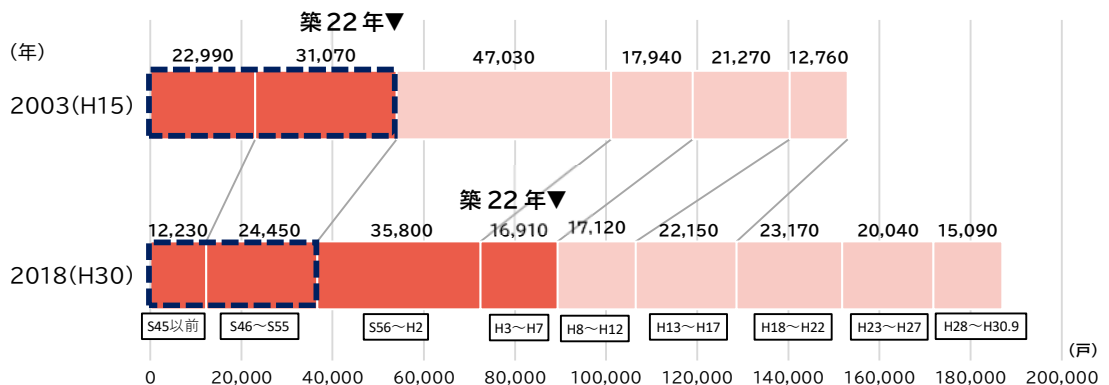 築22年▼
(年)
22,990 31,070 47,030 17,940 21,270 12,760
2003(H15)
築22年▼
12,230 24,450 35,800 16,910 17,120 22,150 23,170 20,040 15,090
2018(H30)
S45以前 S46～S55 S56～H2 H3～H7 H8～H12 H13～H17 H18～H22 H23～H27 H28～H30.9
(戸)
0 20,000 40,000 60,000 80,000 100,000 120,000 140,000 160,000 180,000 200,000